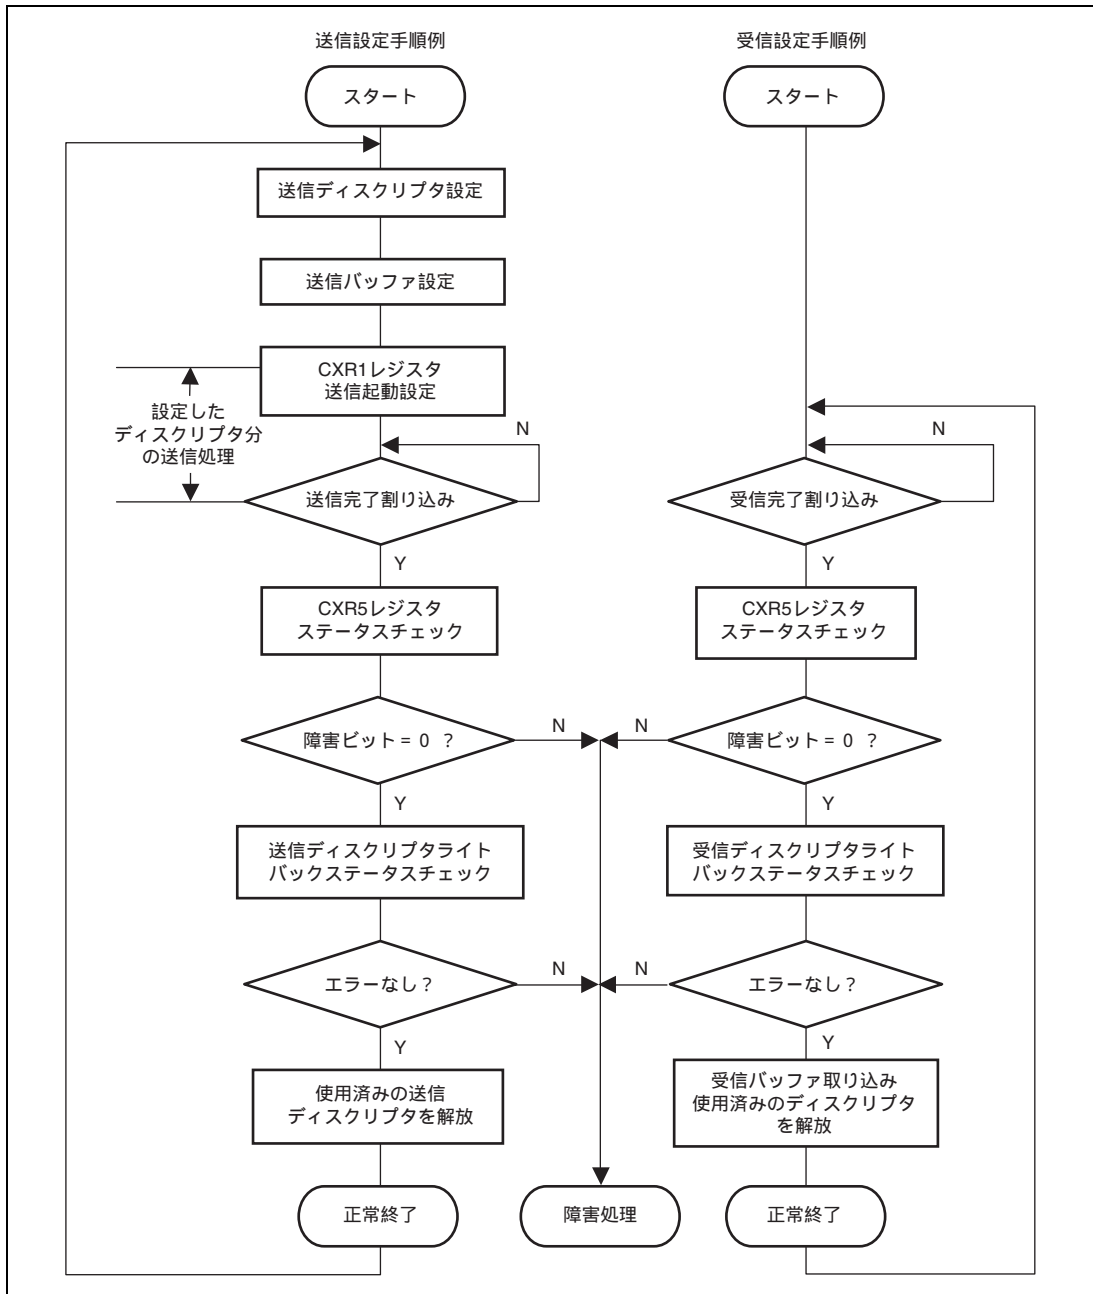 送信設定手順例
スタート
送信ディスクリプタ設定
送信バッファ設定
CXR1レジスタ
送信起動設定
設定した
ディスクリプタ分
の送信処理
N
送信完了割り込み
Y
CXR5レジスタ
ステータスチェック
障害ビット = 0 ?
N
Y
送信ディスクリプタライト
バックステータスチェック
エラーなし?
N
Y
使用済みの送信
ディスクリプタを解放
正常終了
障害処理
受信設定手順例
スタート
N
受信完了割り込み
Y
CXR5レジスタ
ステータスチェック
N
障害ビット = 0 ?
Y
受信ディスクリプタライト
バックステータスチェック
N
エラーなし?
Y
受信バッファ取り込み
使用済みのディスクリプタ
を解放
正常終了